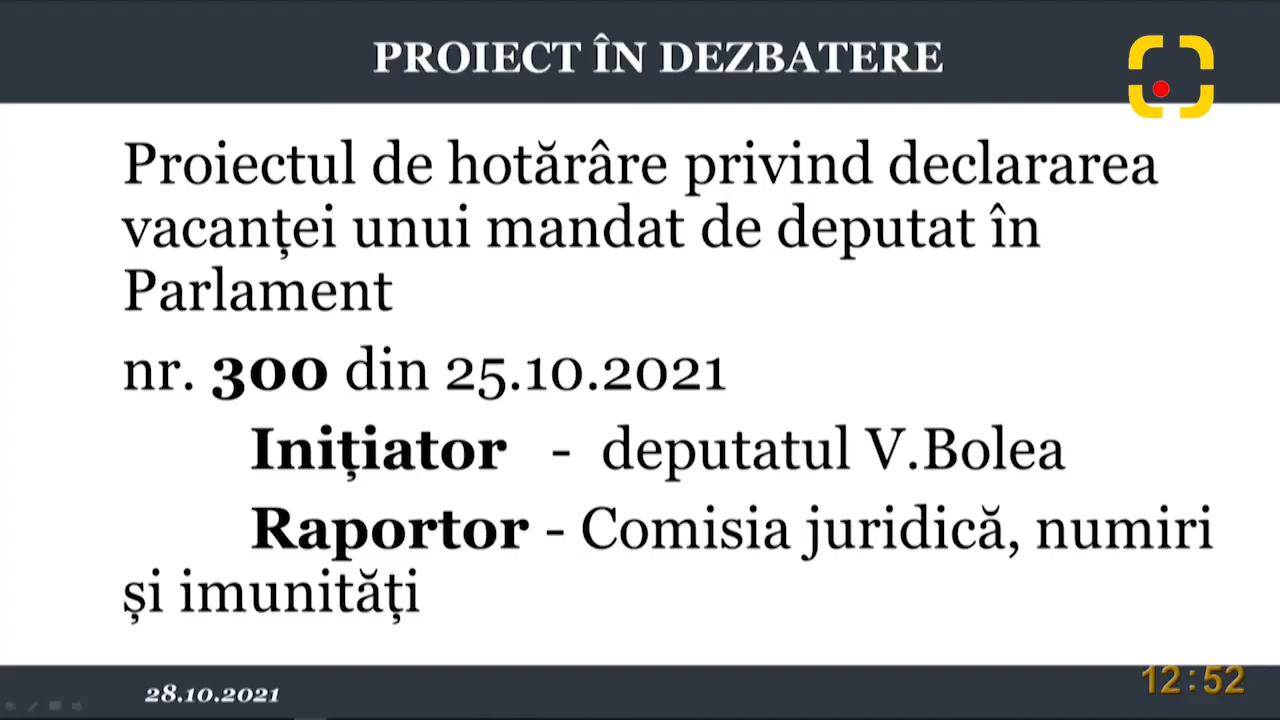 PROIECT ÎN DEZBATERE
Proiectul de hotărâre privind declararea
vacanței unui mandat de deputat în
Parlament
nr. 300 din 25.10.2021
Inițiator - deputatul V.Bolea
Raportor - Comisia juridică, numiri
și imunități
28.10.2021
12:52